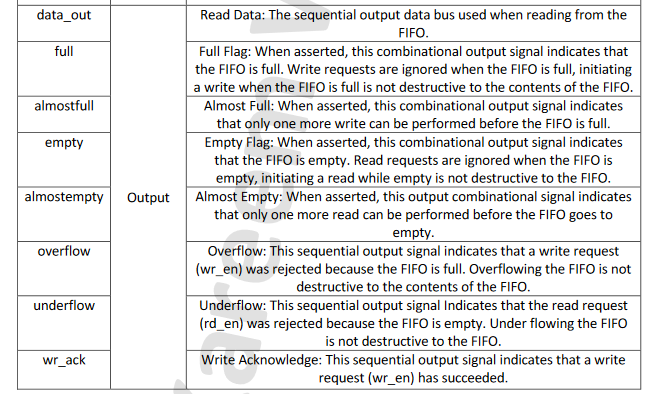 data_out
Output
Read Data: The sequential output data bus used when reading from the
FIFO.
full
Full Flag: When asserted, this combinational output signal indicates that
the FIFO is full. Write requests are ignored when the FIFO is full, initiating
a write when the FIFO is full is not destructive to the contents of the FIFO.
almostfull
Almost Full: When asserted, this combinational output signal indicates
that only one more write can be performed before the FIFO is full.
empty
Empty Flag: When asserted, this combinational output signal indicates
that the FIFO is empty. Read requests are ignored when the FIFO is
empty, initiating a read while empty is not destructive to the FIFO.
almostempty
Almost Empty: When asserted, this output combinational signal indicates
that only one more read can be performed before the FIFO goes to
empty.
overflow
Overflow: This sequential output signal indicates that a write request
(wr_en) was rejected because the FIFO is full. Overflowing the FIFO is not
destructive to the contents of the FIFO.
underflow
Underflow: This sequential output signal Indicates that the read request
(rd_en) was rejected because the FIFO is empty. Under flowing the FIFO
is not destructive to the FIFO.
wr_ack
Write Acknowledge: This sequential output signal indicates that a write
request (wr_en) has succeeded.
areem